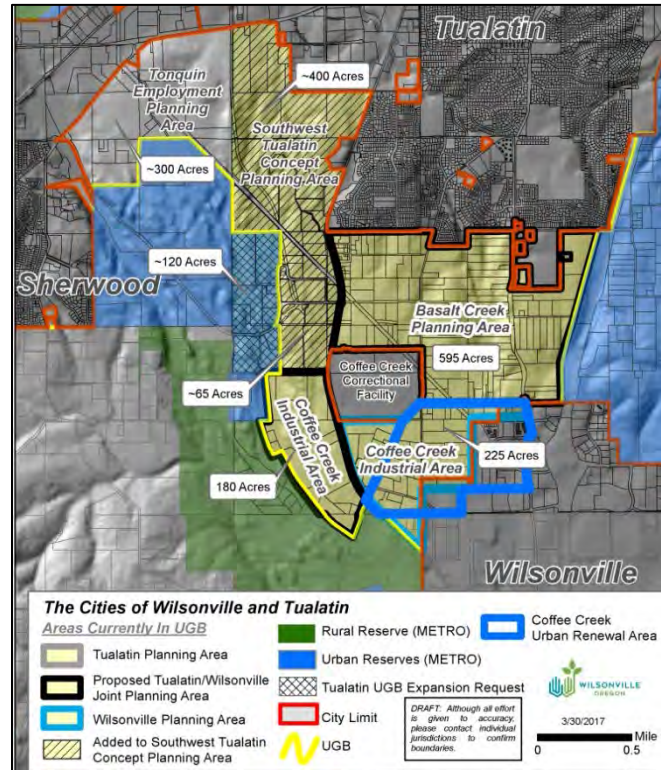 Tualatin
Tonquin
Employment
Planning
Area
~400 Acres
Southwest
Tualatin
Concept
Planning Area
~300 Acres
~120 Acres
Sherwood
Basalt Creek
Planning Area
595 Acres
Coffee Creek
Correctional
Facility
~65 Acres
Coffee Creek
Industrial Area
Coffee Creek
Industrial Area
225 Acres
180 Acres
Wilsonville
The Cities of Wilsonville and Tualatin
Areas Currently In UGB
Tualatin Planning Area
Proposed Tualatin/Wilsonville
Joint Planning Area
Wilsonville Planning Area
Added to Southwest Tualatin
Concept Planning Area
Rural Reserve (METRO)
Urban Reserves (METRO)
Tualatin UGB Expansion Request
City Limit
UGB
Coffee Creek
Urban Renewal Area
DRAFT: Although all effort
is given to accuracy,
please contact individual
jurisdictions to confirm
boundaries.
WILSONVILLE
OREGON
3/30/2017
Mile
0
0.5